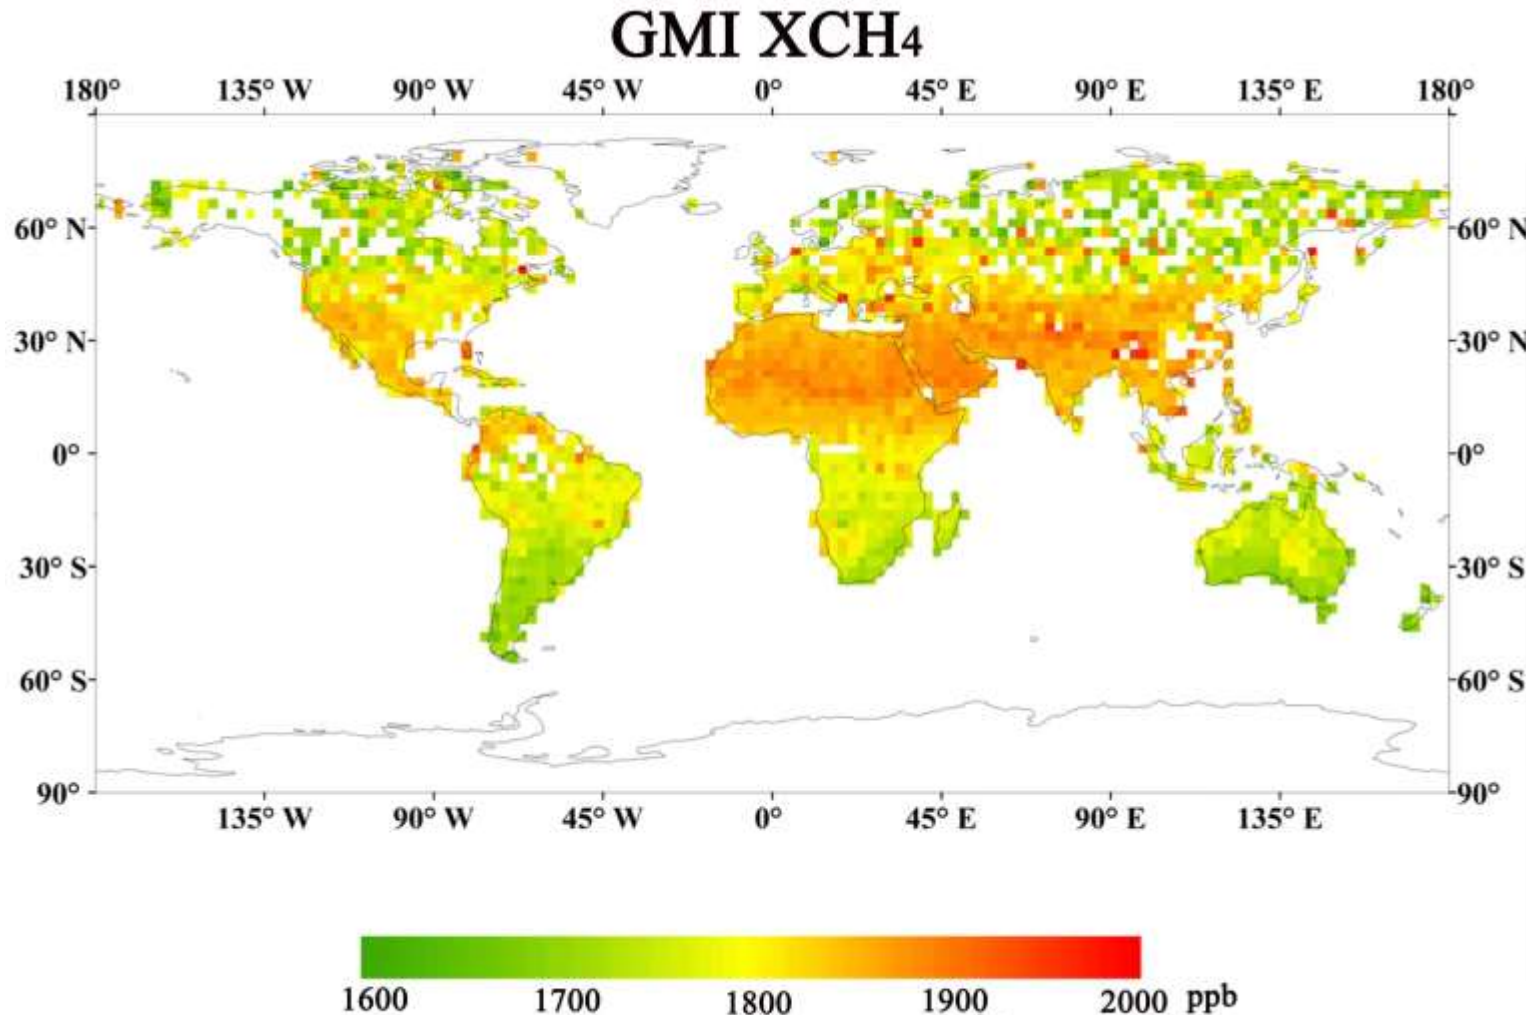 GMI XCH4
180° 135° W 90° W 45° W 0° 45° E 90° E 135° E 180°
60° N 60° N
30° N 30° N
0° 0°
30° S 30° S
60° S 60° S
90° 90°
135° W 90° W 45° W 0° 45° E 90° E 135° E
1600 1700 1800 1900 2000 ppb